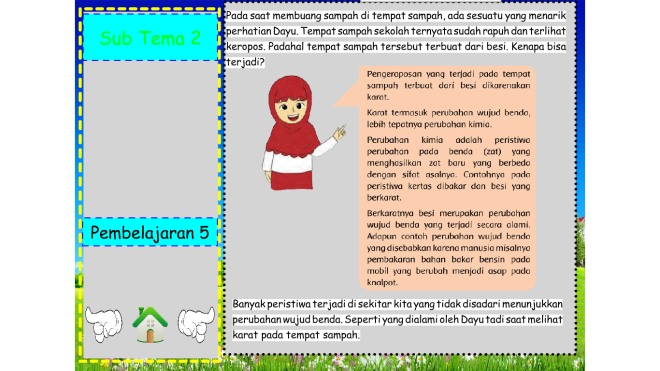 Sub Tema 2
Pembelajaran 5
Pada saat membuang sampah di tempat sampah, ada sesuatu yang menarik
perhatian Dayu. Tempat sampah sekolah ternyata sudah rapuh dan terlihat
keropos. Padahal tempat sampah tersebut terbuat dari besi. Kenapa bisa
terjadi?
Pengeroposan yang terjadi pada tempat
sampah terbuat dari besi dikarenakan
karat.
Karat termasuk perubahan wujud benda,
lebih tepatnya perubahan kimia.
Perubahan kimia adalah peristiwa
perubahan pada benda (zat) yang
menghasilkan zat baru yang berbeda
dengan sifat asalnya. Contohnya pada
peristiwa kertas dibakar dan besi yang
berkarat.
Berkaratnya besi merupakan perubahan
wujud benda yang terjadi secara alami.
Adapun contoh perubahan wujud benda
yang disebabkan karena manusia misalnya
pembakaran bahan bakar bensin pada
mobil yang berubah menjadi asap pada
knalpot.
Banyak peristiwa terjadi di sekitar kita yang tidak disadari menunjukkan
perubahan wujud benda. Seperti yang dialami oleh Dayu tadi saat melihat
karat pada tempat sampah.